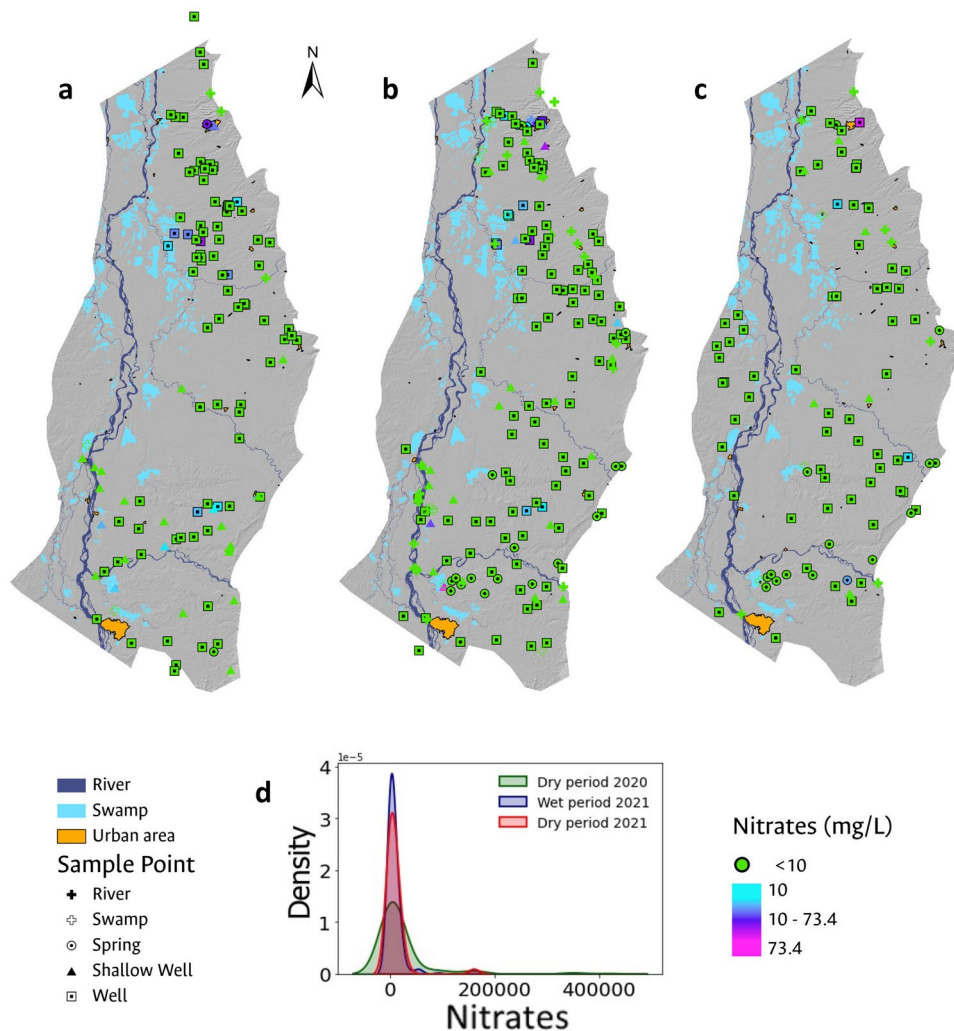 N
a
b
c
d
1e-5
4
3
2
1
0
Density
Dry period 2020
Wet period 2021
Dry period 2021
0
200000
400000
Nitrates
River
Swamp
Urban area
Sample Point
River
Swamp
Spring
Shallow Well
Well
Nitrates (mg/L)
<10
10
10 - 73.4
73.4